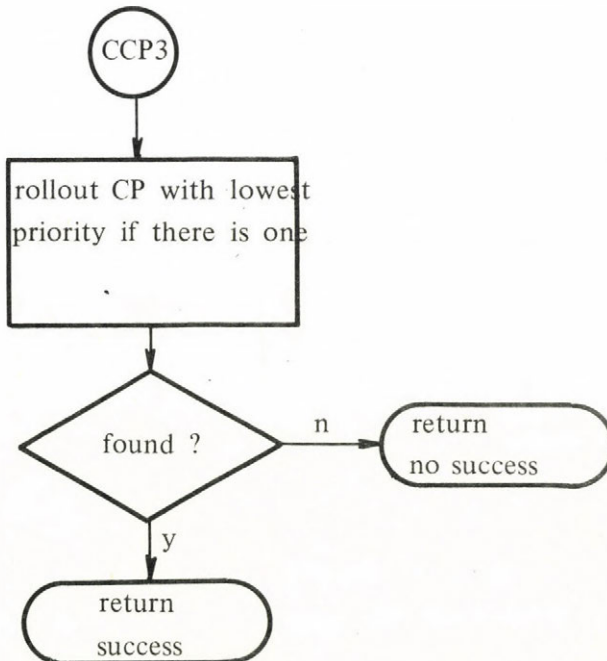 CCP3
rollout CP with lowest
priority if there is one
found ?
n
return
no success
y
return
success